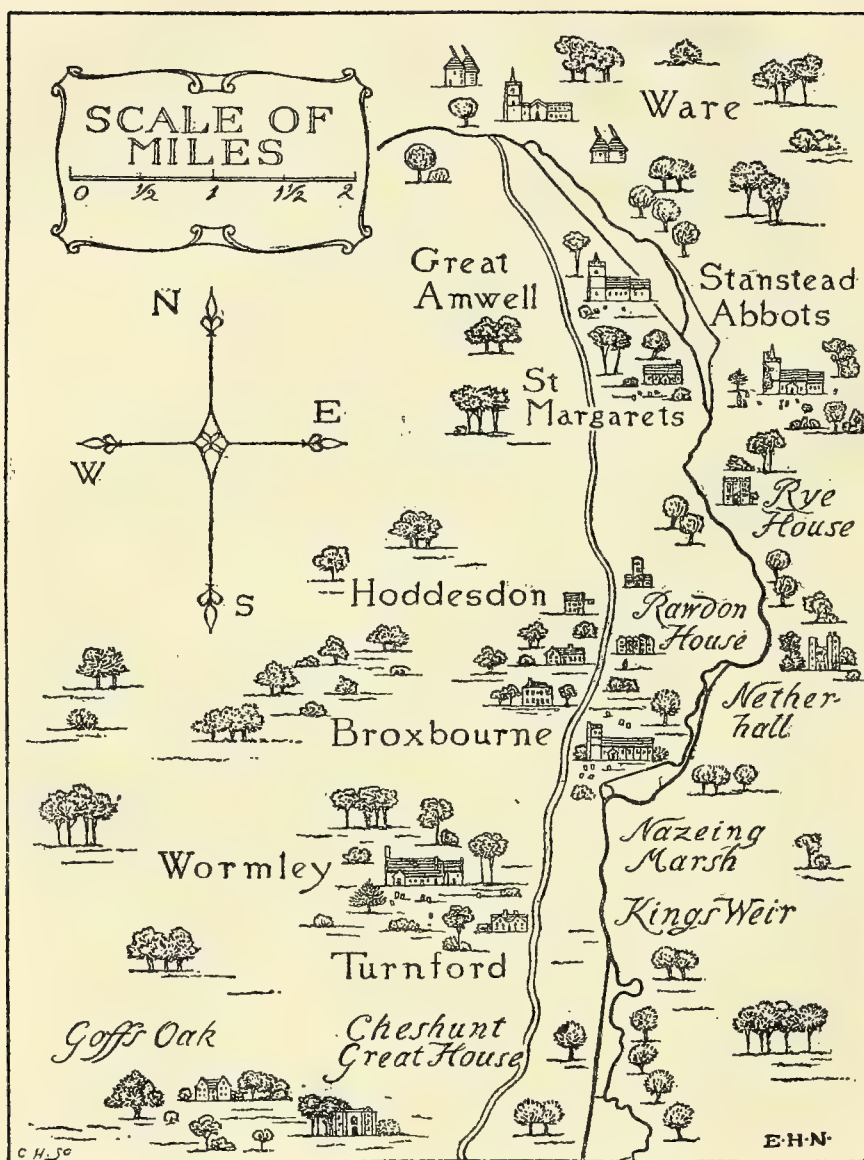 SCALE OF
MILES
0 ½ 1 1½ 2
Ware
Great
Amwell
Stanstead
Abbots
N
W
E
S
St
Margarets
Rye
House
Hoddesdon
Rawdon
House
Nether-
hall
Broxbourne
Nazeing
Marsh
Wormley
Kings Weir
Turnford
Goffs Oak
Cheshunt
Great House
C H. Sc
E·H·N·